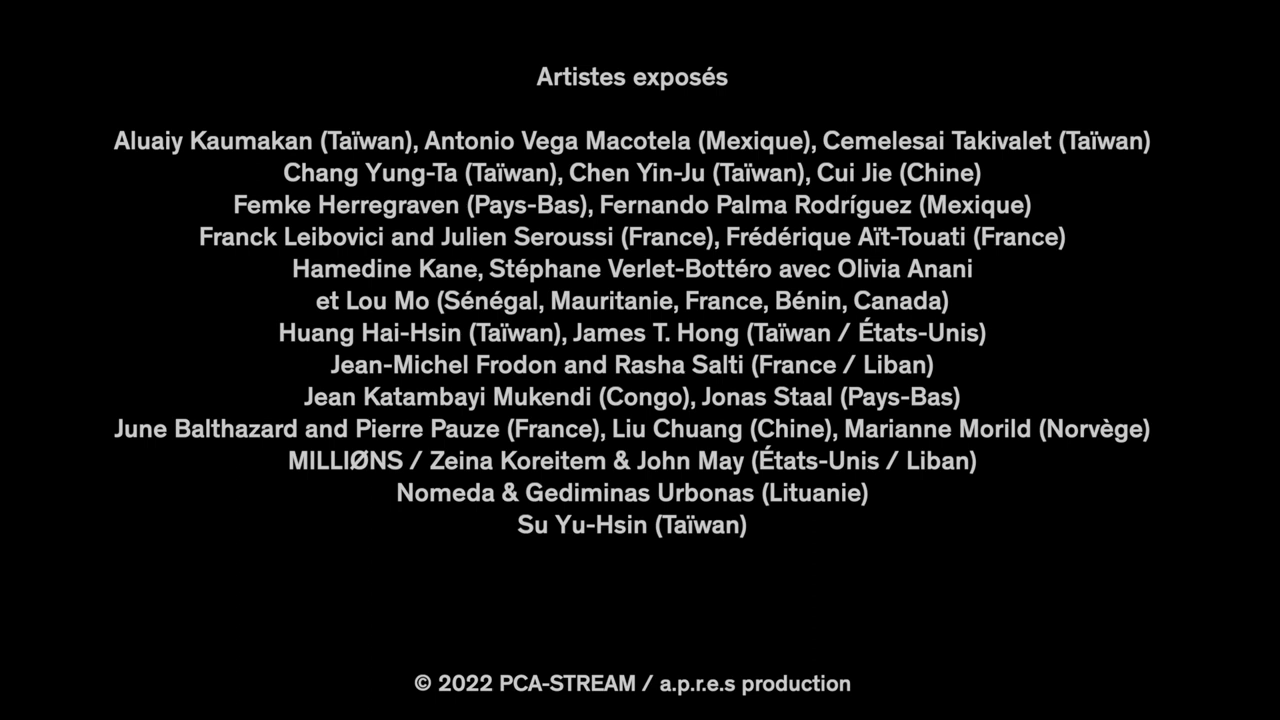 Artistes exposés
Aluaiy Kaumakan (Taïwan), Antonio Vega Macotela (Mexique), Cemelesai Takivalet (Taïwan)
Chang Yung-Ta (Taïwan), Chen Yin-Ju (Taïwan), Cui Jie (Chine)
Femke Herregraven (Pays-Bas), Fernando Palma Rodríguez (Mexique)
Franck Leibovici and Julien Seroussi (France), Frédérique Aït-Touati (France)
Hamedine Kane, Stéphane Verlet-Bottéro avec Olivia Anani
et Lou Mo (Sénégal, Mauritanie, France, Bénin, Canada)
Huang Hai-Hsin (Taïwan), James T. Hong (Taïwan / États-Unis)
Jean-Michel Frodon and Rasha Salti (France / Liban)
Jean Katambayi Mukendi (Congo), Jonas Staal (Pays-Bas)
June Balthazard and Pierre Pauze (France), Liu Chuang (Chine), Marianne Morild (Norvège)
MILLIØNS / Zeina Koreitem & John May (États-Unis / Liban)
Nomeda & Gediminas Urbonas (Lituanie)
Su Yu-Hsin (Taïwan)
© 2022 PCA-STREAM / a.p.r.e.s production